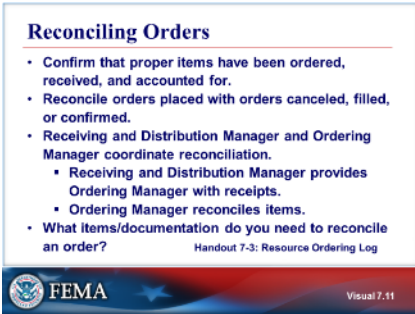 Reconciling Orders
• Confirm that proper items have been ordered,
received, and accounted for.
• Reconcile orders placed with orders canceled, filled,
or confirmed.
• Receiving and Distribution Manager and Ordering
Manager coordinate reconciliation.
▪ Receiving and Distribution Manager provides
Ordering Manager with receipts.
▪ Ordering Manager reconciles items.
• What items/documentation do you need to reconcile
an order? Handout 7-3: Resource Ordering Log
FEMA
Visual 7.11